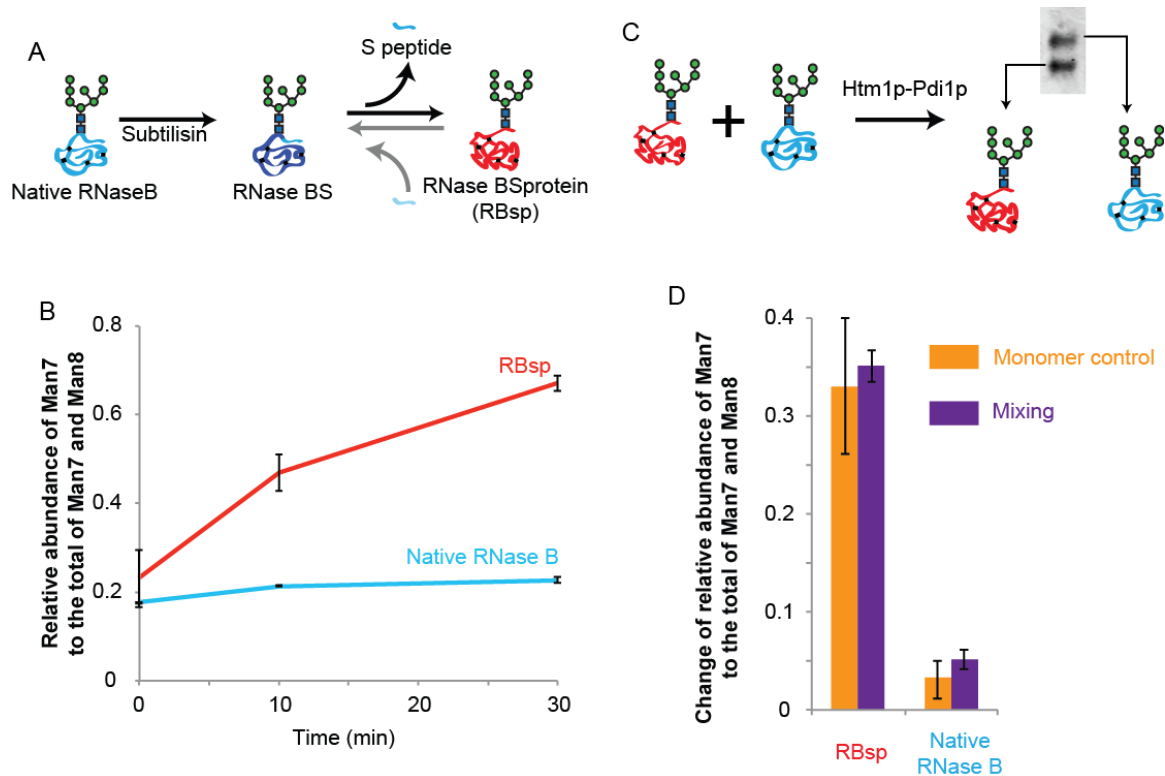 A
S peptide
Subtilisin
Native RNaseB
RNase BS
RNase BSprotein
(RBsp)
C
Htm1p-Pdi1p
B
Relative abundance of Man7
to the total of Man7 and Man8
0.8
0.6
0.4
0.2
0
RBsp
Native RNase B
0
10
20
30
Time (min)
D
Change of relative abundance of Man7
to the total of Man7 and Man8
0.4
0.3
0.2
0.1
0
Monomer control
Mixing
RBsp
Native
RNase B